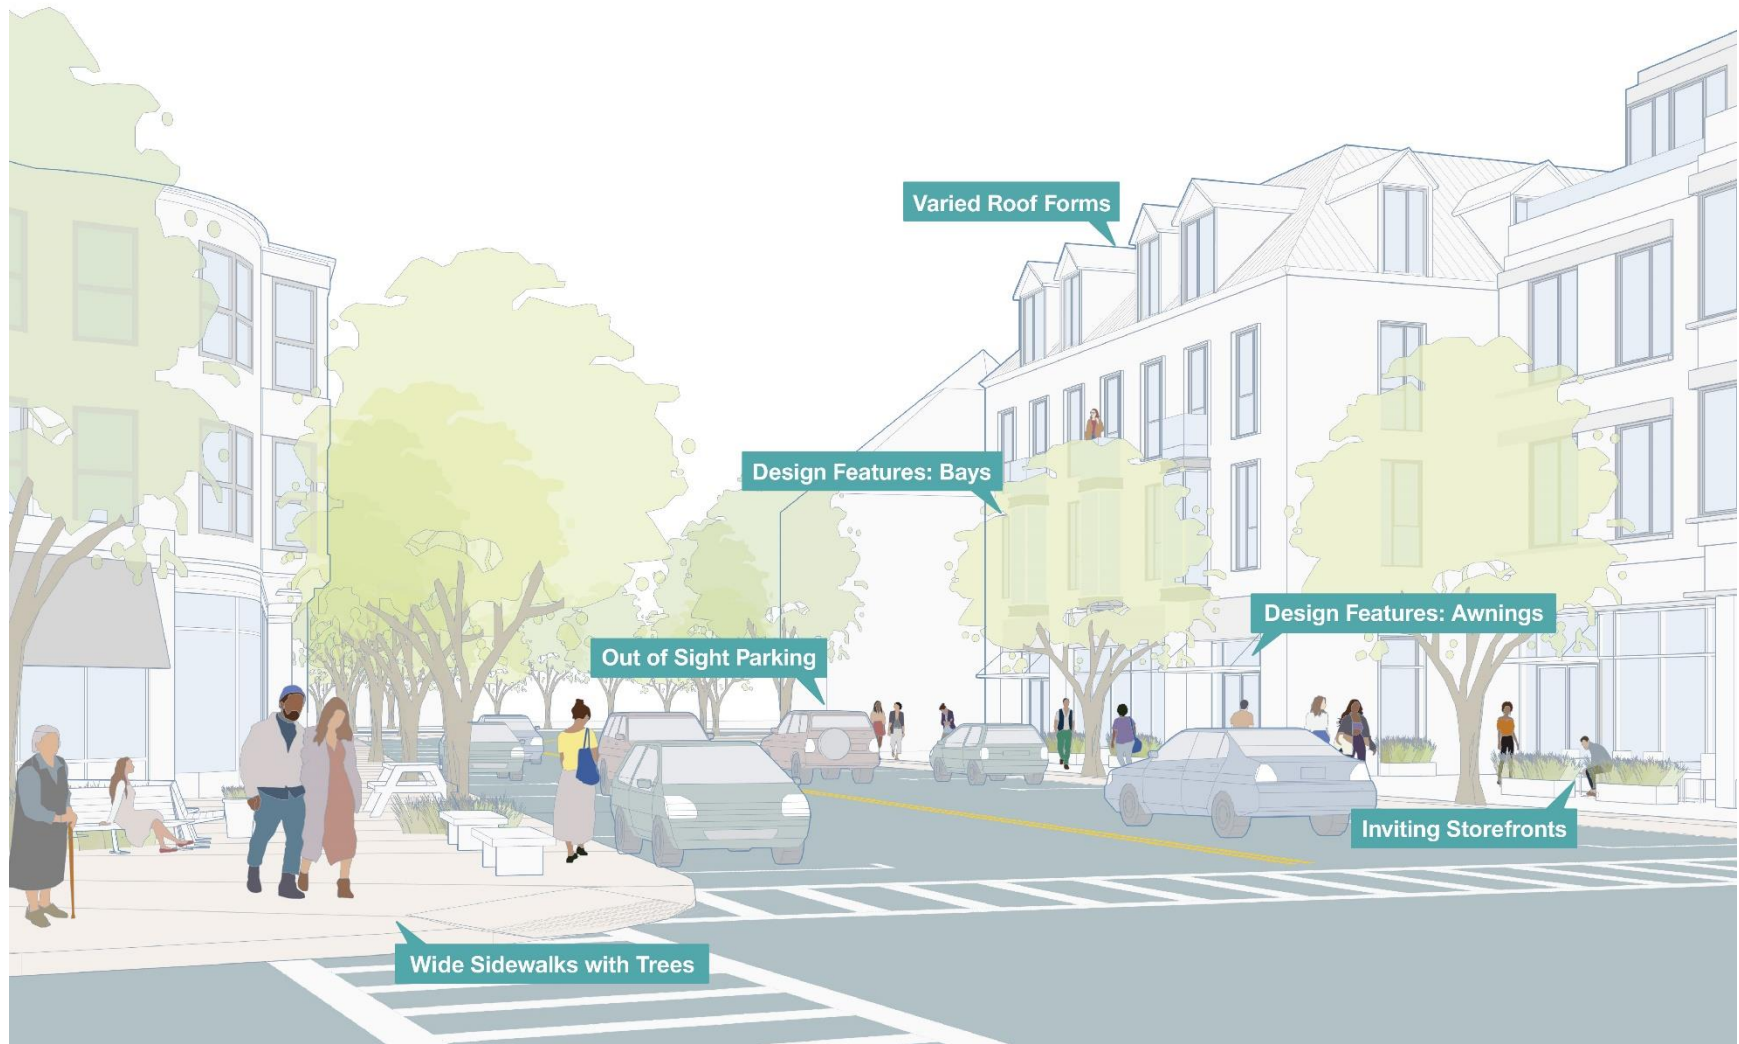 Varied Roof Forms
Design Features: Bays
Design Features: Awnings
Out of Sight Parking
Inviting Storefronts
Wide Sidewalks with Trees